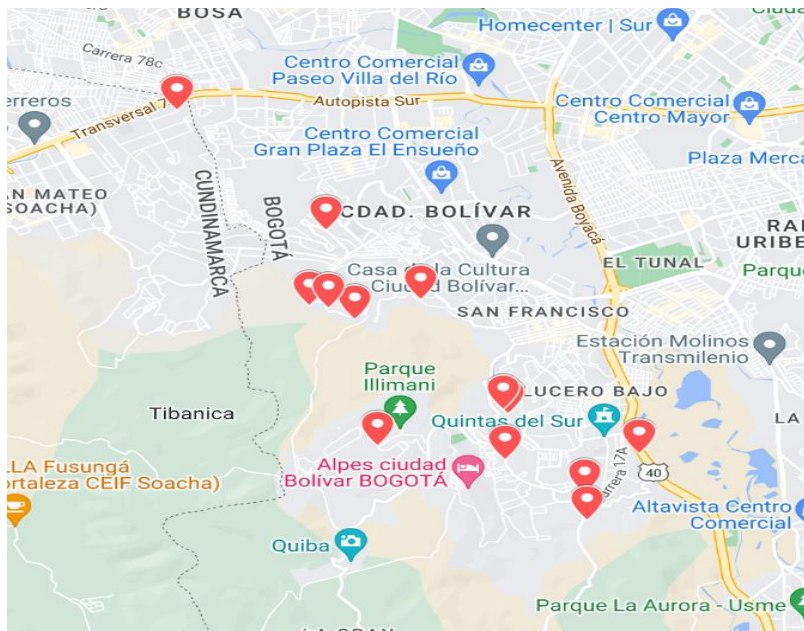 BOSA
Homecenter | Sur
Carrera 78c
Centro Comercial
Paseo Villa del Río
Autopista Sur
Centro Comercial
Centro Mayor
Transversal 7
Centro Comercial
Gran Plaza El Ensueño
Plaza Merca
AN MATEO
(SOACHA)
CUNDINAMARCA
BOGOTÁ
CDAD. BOLÍVAR
Avenida Boyacá
RA
URIBE
EL TUNAL
Parque
Casa de la Cultura
Ciudad Bolívar...
SAN FRANCISCO
Estación Molinos
Transmilenio
Parque
Illimani
Tibanica
LUCERO BAJO
LA
Quintas del Sur
LLA Fusungá
ortaleza CEIF Soacha)
Alpes ciudad
Bolívar BOGOTÁ
40
arrera 17A
Altavista Centro
Comercial
Quiba
Parque La Aurora - Usme